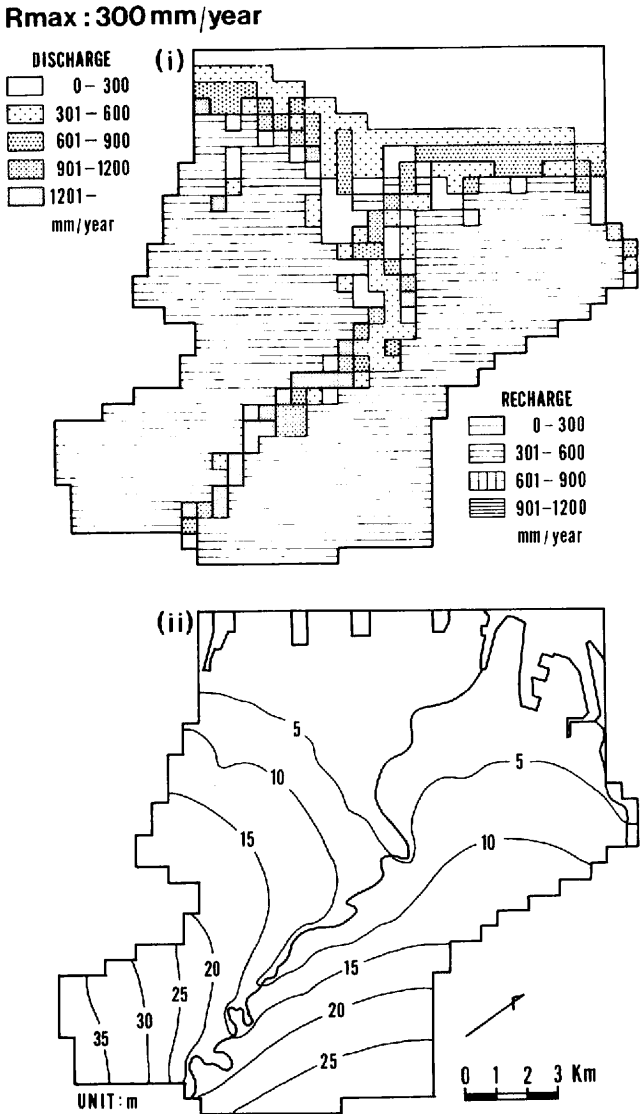 Rmax : 300 mm/year
DISCHARGE
0 – 300
301 – 600
601 – 900
901 – 1200
1201 –
mm/year
(i)
RECHARGE
0 – 300
301 – 600
601 – 900
901 – 1200
mm/year
(ii)
5
10
5
15
10
20
15
25
20
30
35
25
UNIT : m
0 1 2 3 Km